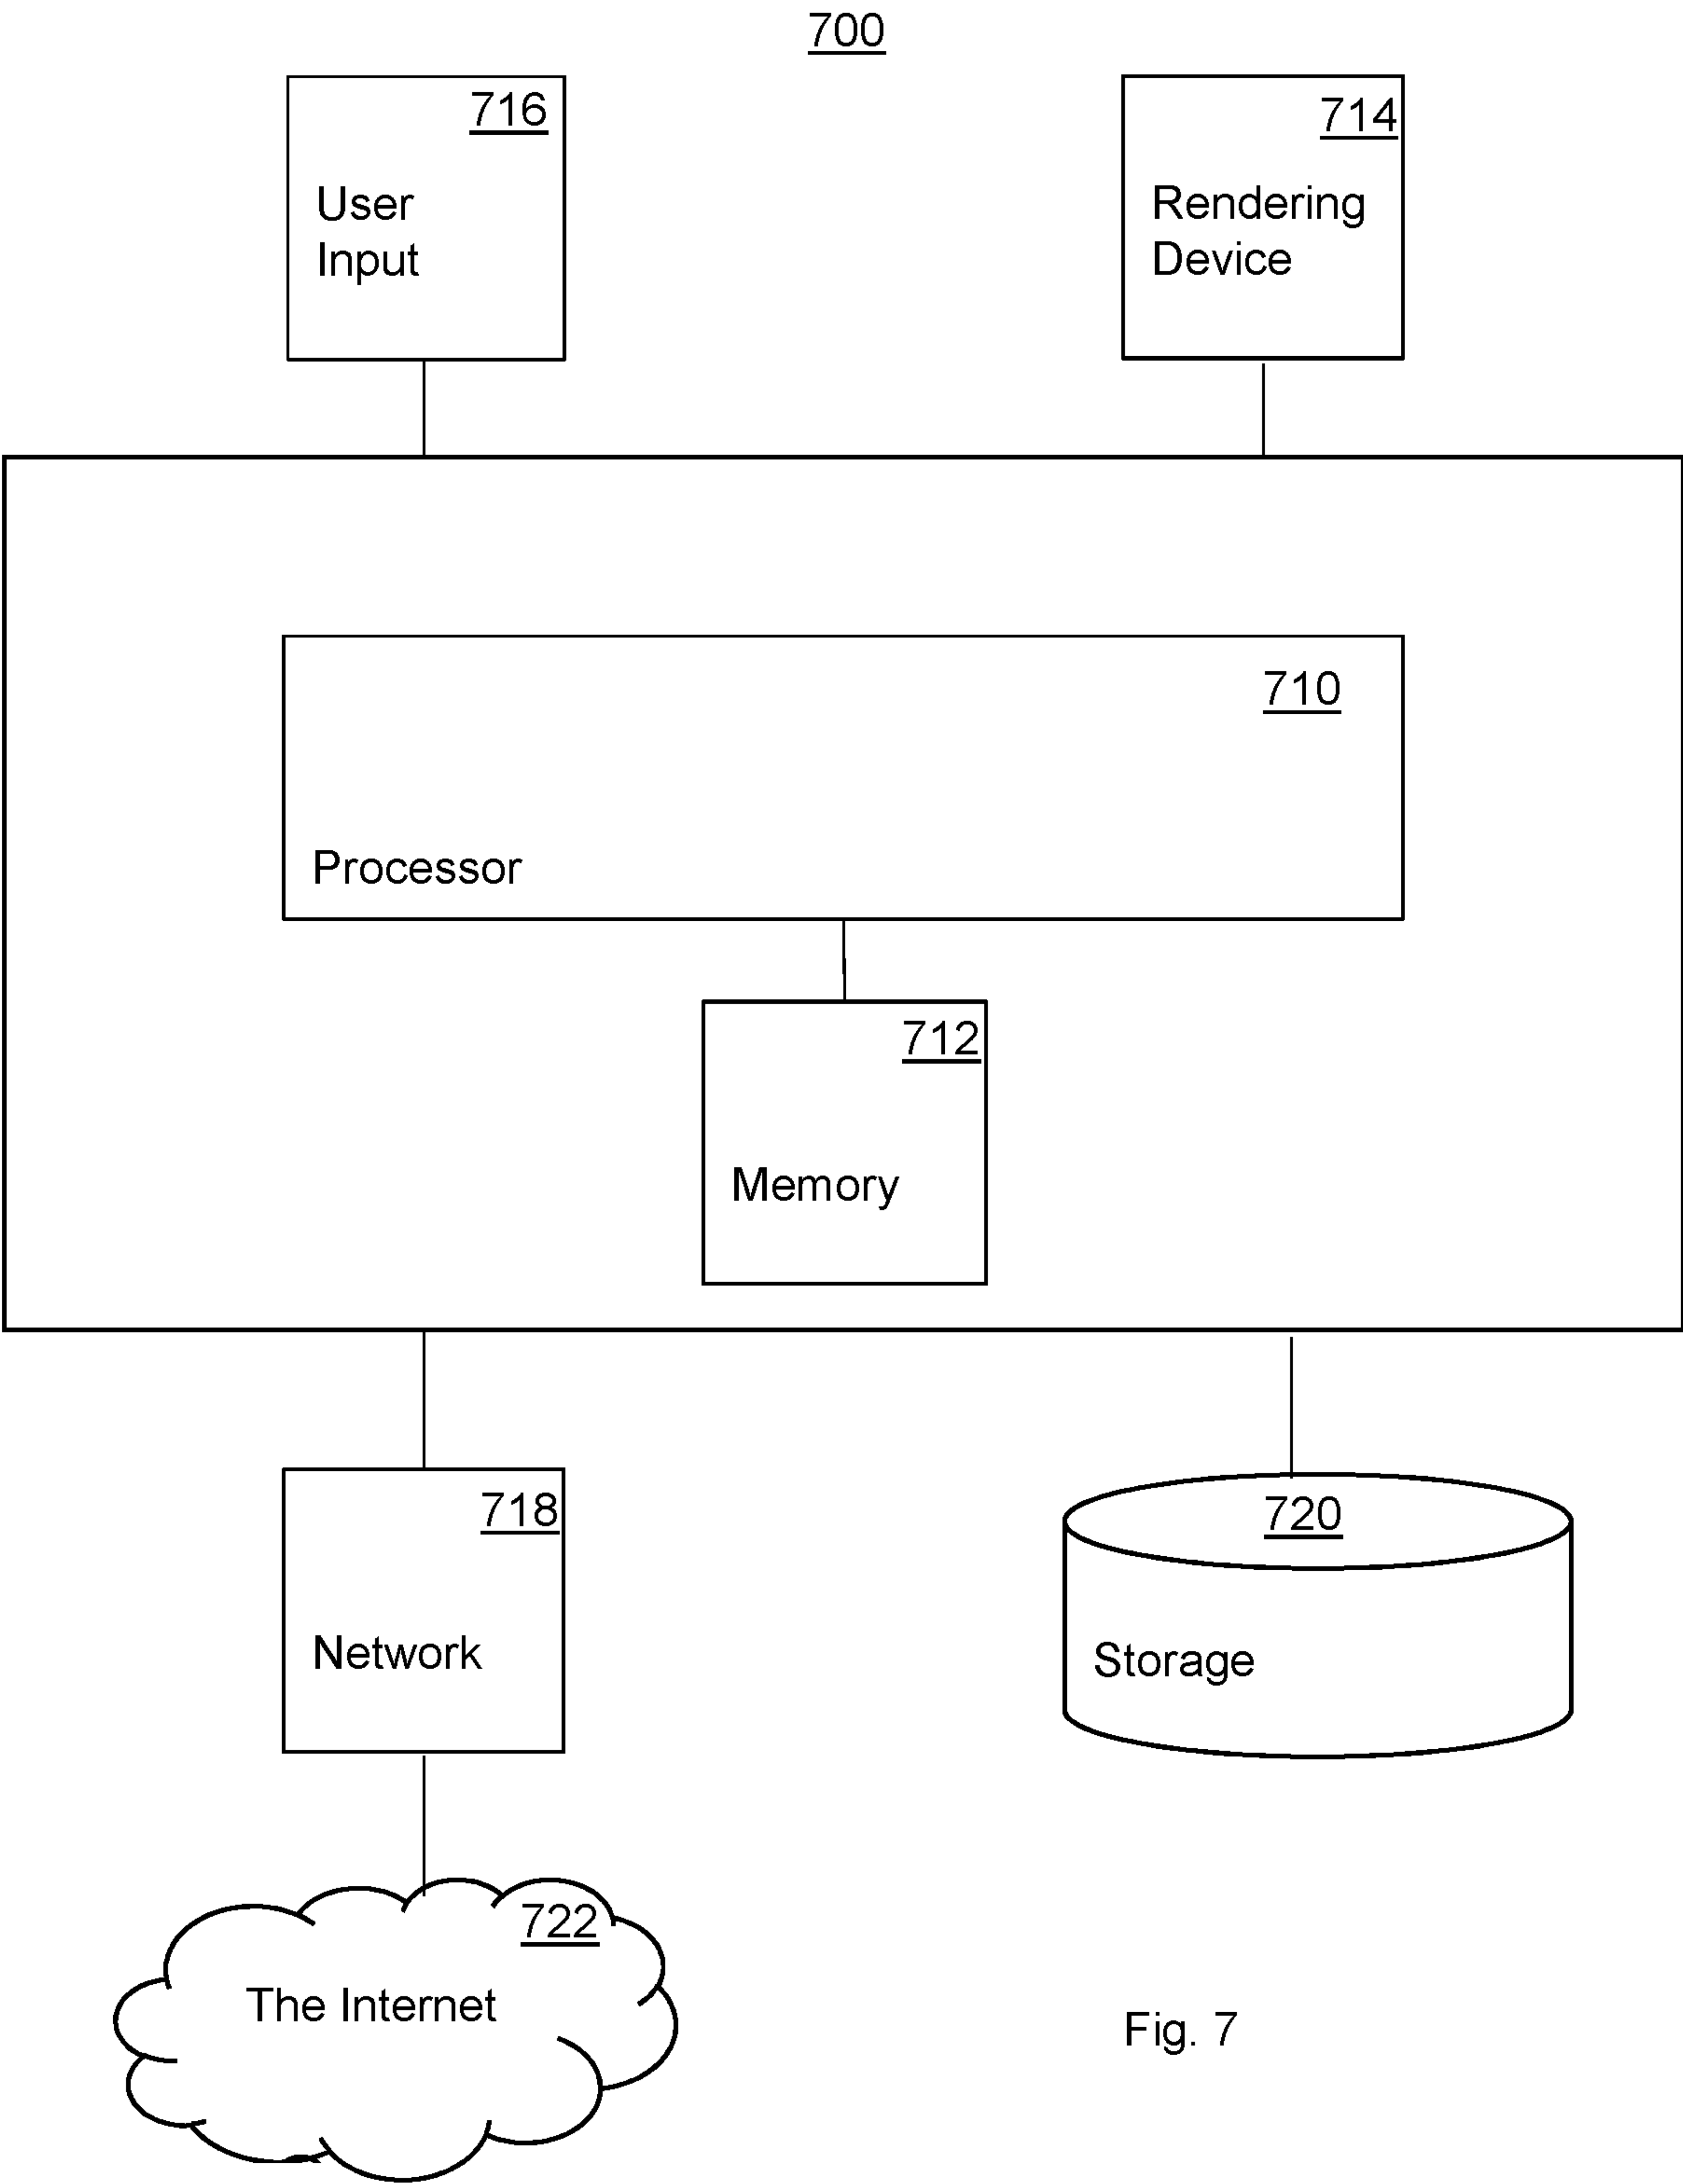 700
716
User
Input
714
Rendering
Device
710
Processor
712
Memory
718
Network
720
Storage
722
The Internet
Fig. 7